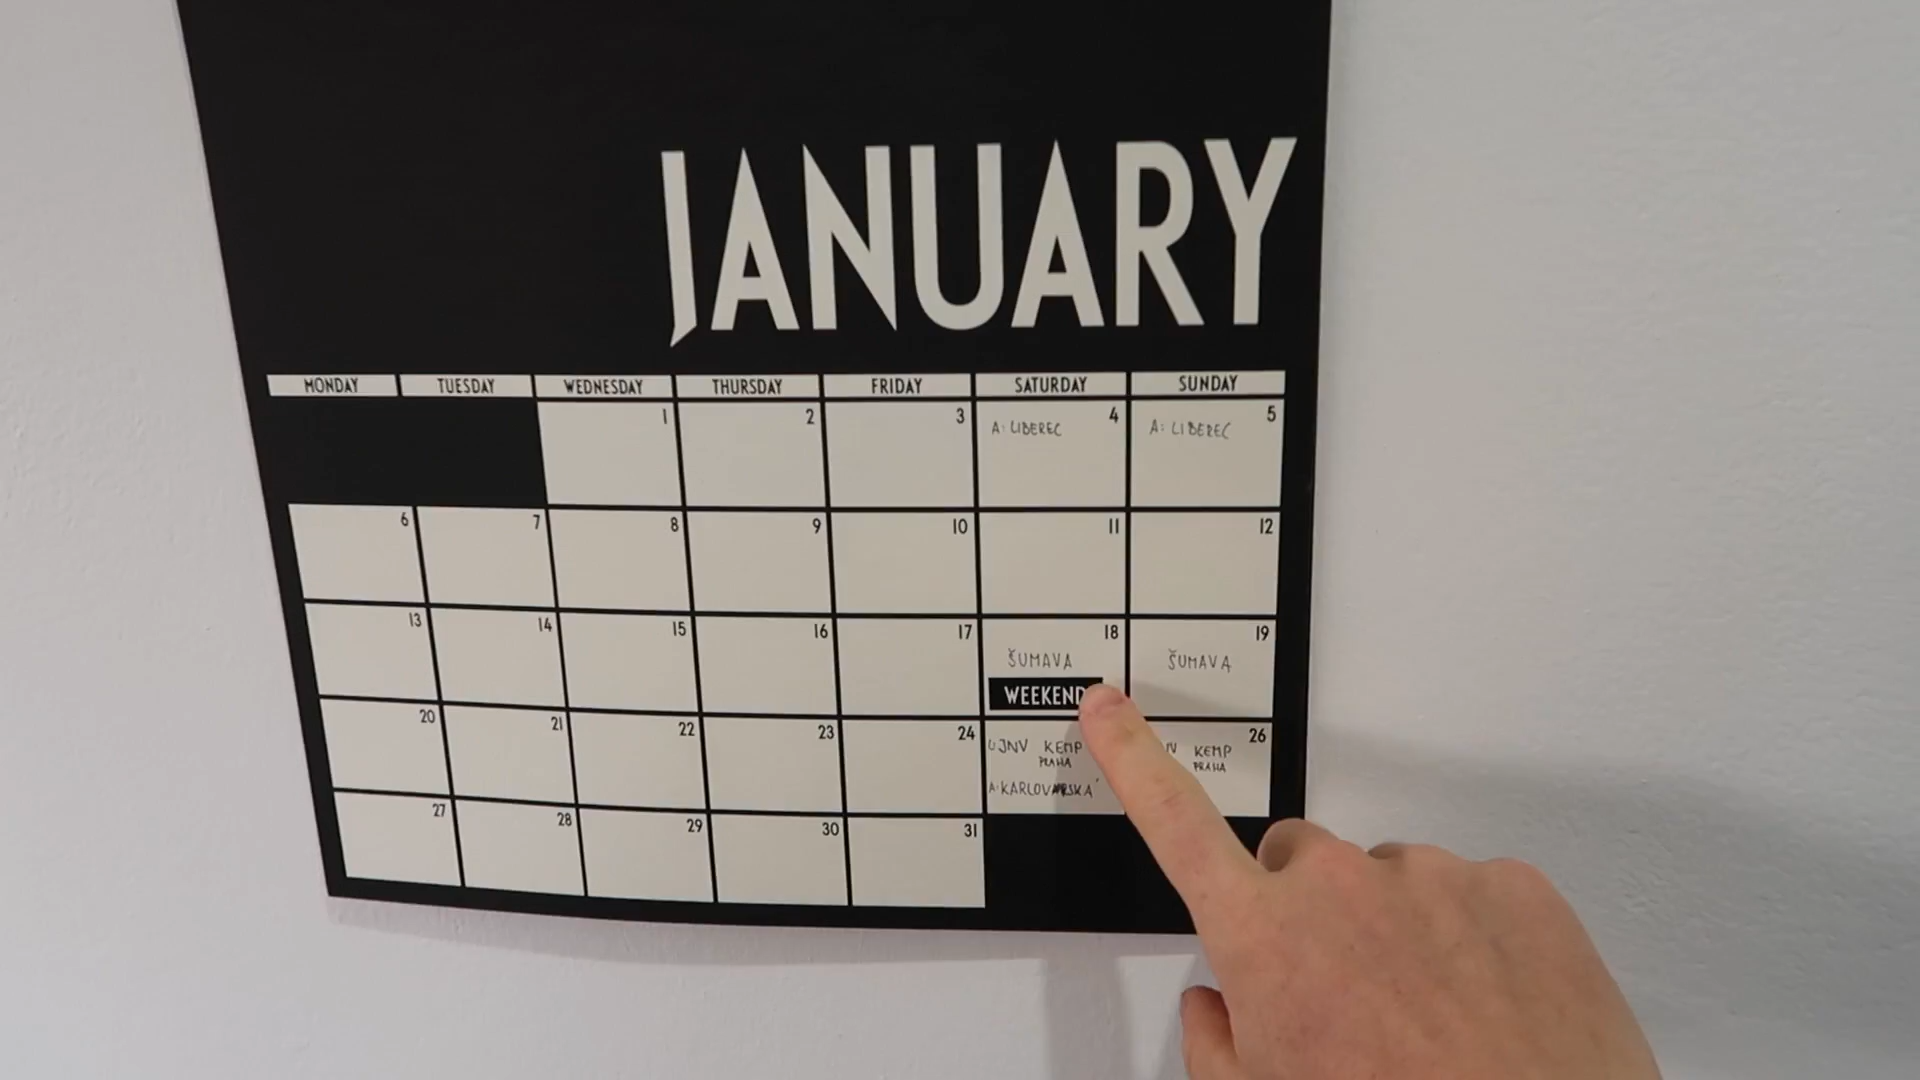 JANUARY
MONDAY TUESDAY WEDNESDAY THURSDAY FRIDAY SATURDAY SUNDAY
1 2 3 4 5
A: LIBEREC A: LIBEREC
6 7 8 9 10 11 12
13 14 15 16 17 18 19
ŠUMAVA ŠUMAVA
WEEKEND
20 21 22 23 24 26
UJNV KEMP KEMP
PRAHA PRAHA
A: KARLOVARSKÁ
27 28 29 30 31